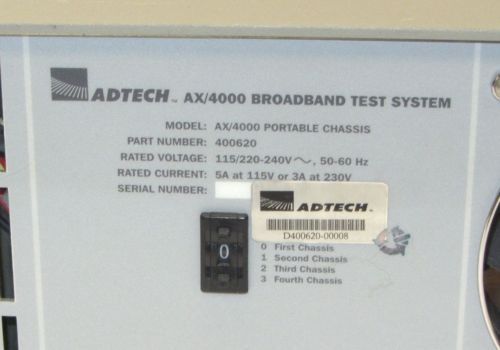 ADTECH™ AX/4000 BROADBAND TEST SYSTEM
MODEL: AX/4000 PORTABLE CHASSIS
PART NUMBER: 400620
RATED VOLTAGE: 115/220-240V ～, 50-60 Hz
RATED CURRENT: 5A at 115V or 3A at 230V
SERIAL NUMBER:
ADTECH™
D400620-00008
0
0 First Chassis
1 Second Chassis
2 Third Chassis
3 Fourth Chassis